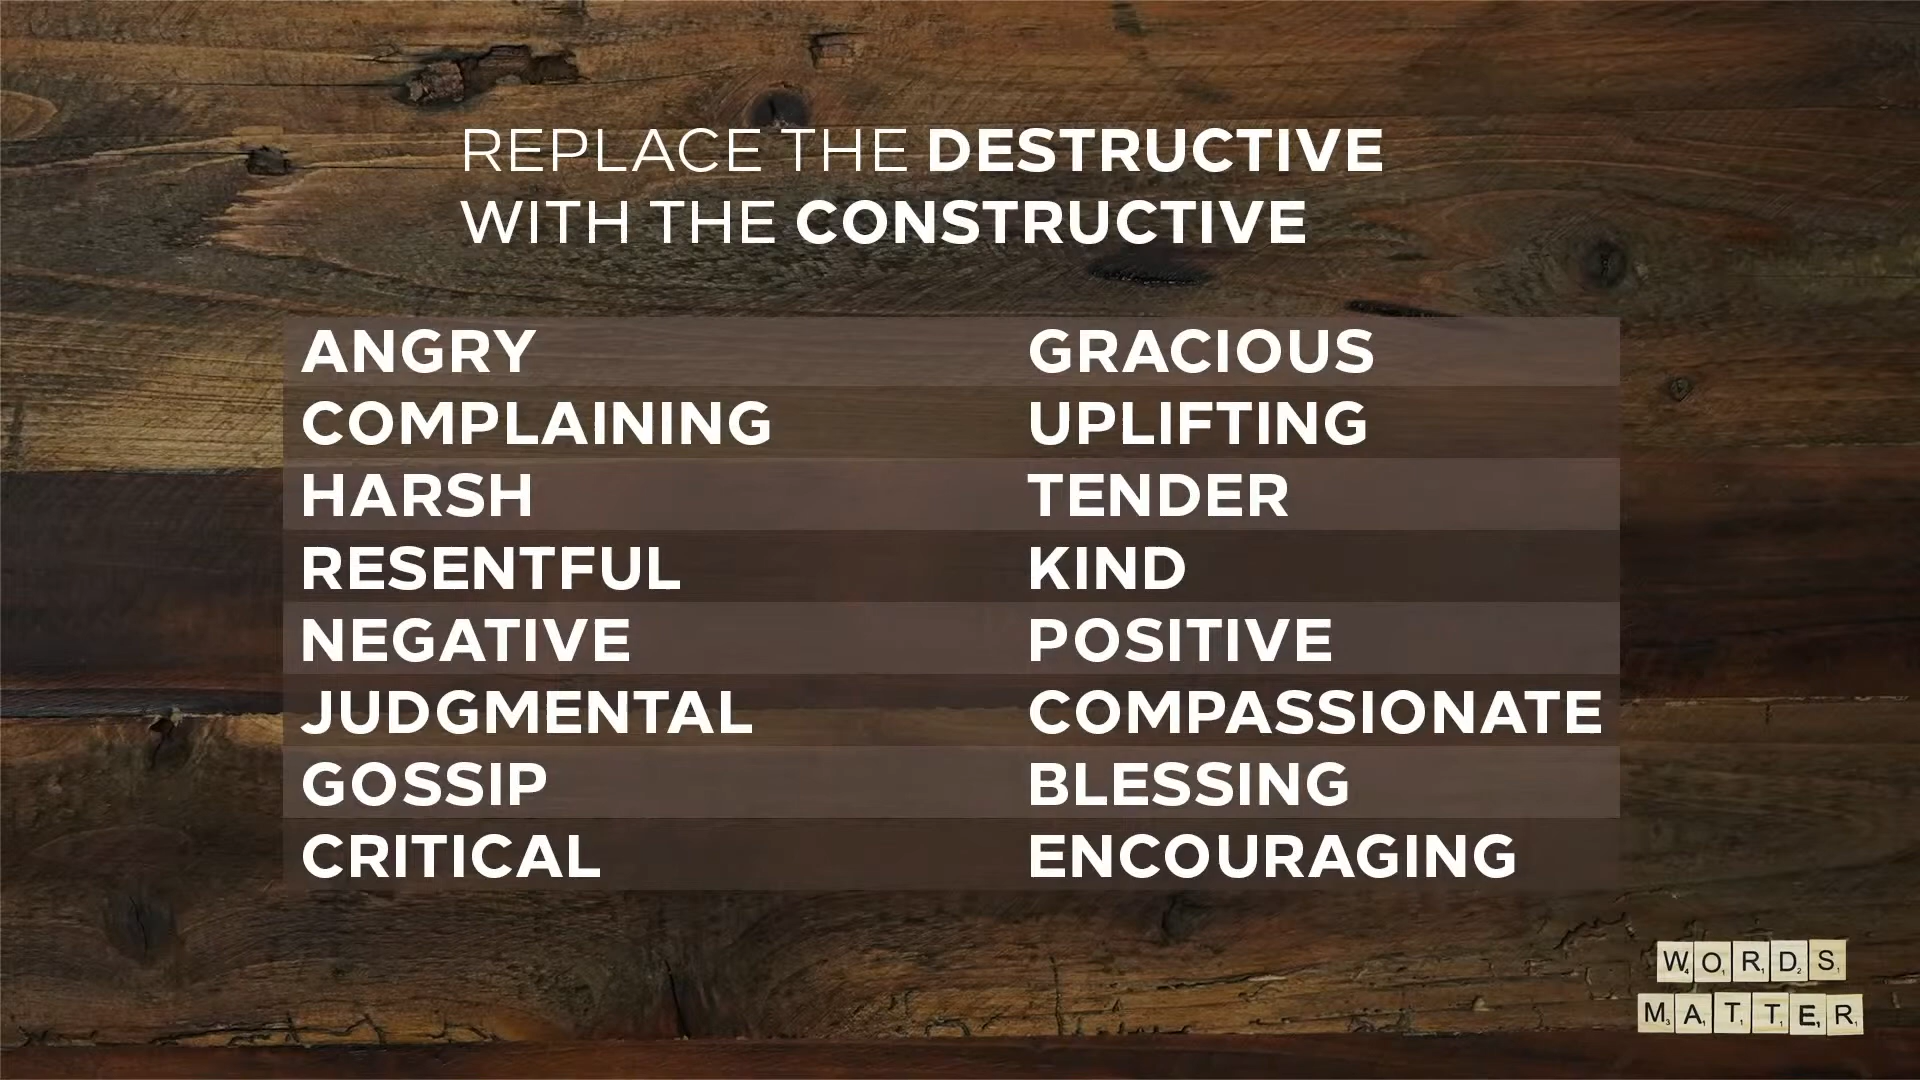 REPLACE THE DESTRUCTIVE
WITH THE CONSTRUCTIVE
ANGRY GRACIOUS
COMPLAINING UPLIFTING
HARSH TENDER
RESENTFUL KIND
NEGATIVE POSITIVE
JUDGMENTAL COMPASSIONATE
GOSSIP BLESSING
CRITICAL ENCOURAGING
WORDS
MATTER